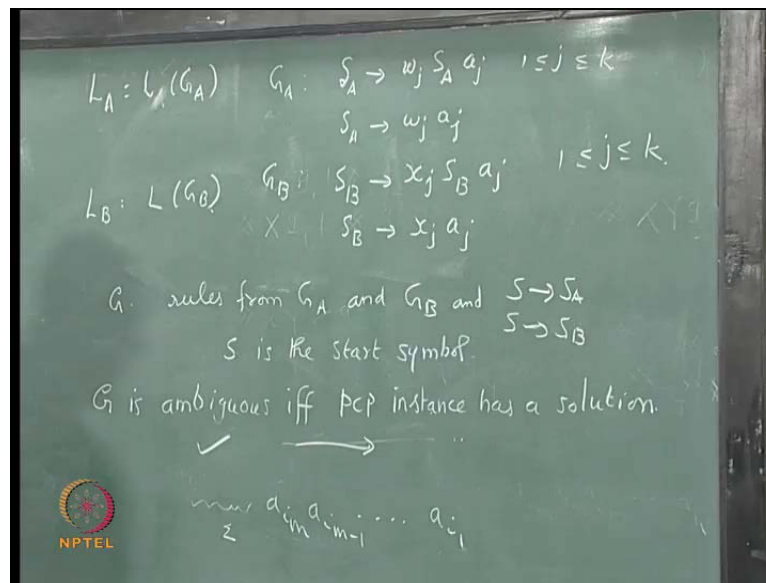 L_A : L(G_A) G_A : S_A → w_j S_A a_j 1 ≤ j ≤ k
S_A → w_j a_j
L_B : L(G_B) G_B : S_B → x_j S_B a_j 1 ≤ j ≤ k.
S_B → x_j a_j
G. rules from G_A and G_B and S → S_A
S → S_B
S is the start symbol.
G is ambiguous iff PCP instance has a solution.
✓ →
a_{i_m} a_{i_{m-1}} .... a_{i_1}
Σ
NPTEL